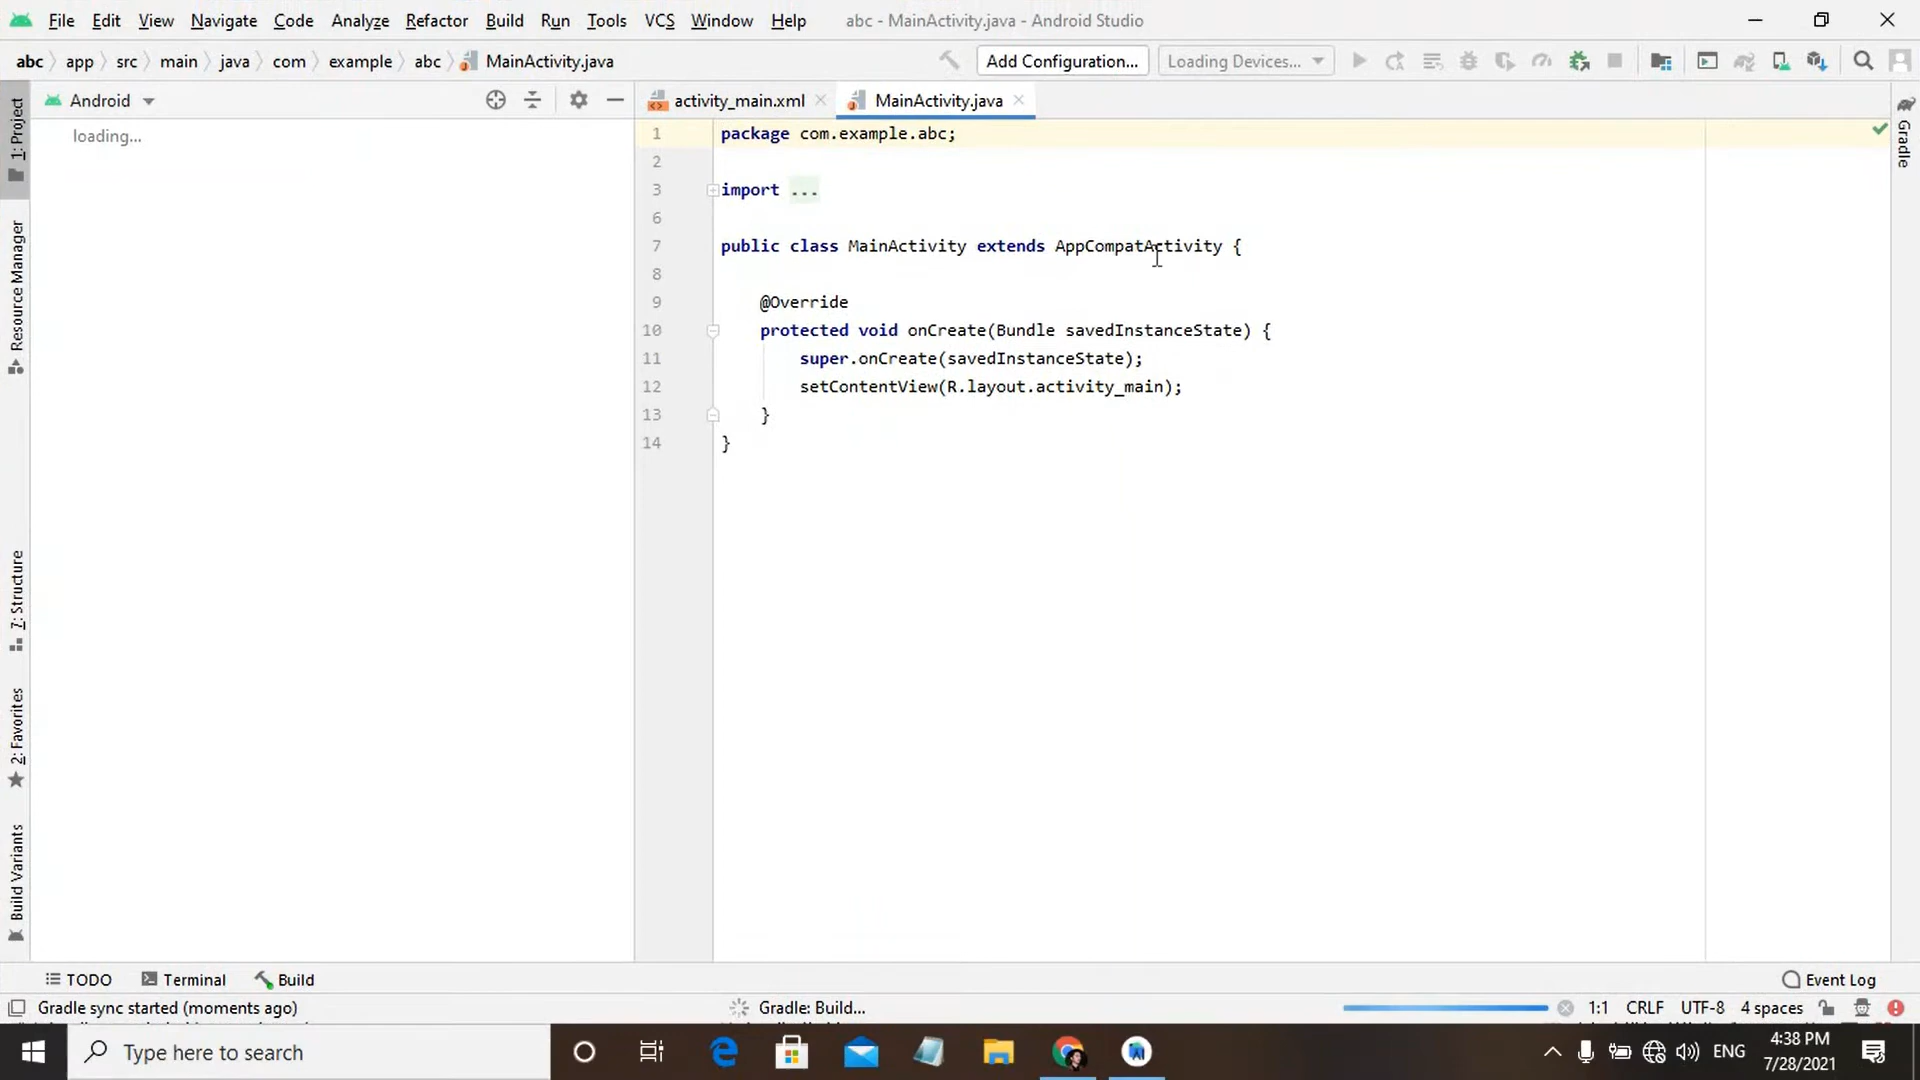 File Edit View Navigate Code Analyze Refactor Build Run Tools VCS Window Help abc - MainActivity.java - Android Studio
abc app src main java com example abc MainActivity.java Add Configuration... Loading Devices...
Android activity_main.xml MainActivity.java
1: Project
Resource Manager
7: Structure
2: Favorites
Build Variants
Gradle
loading...
1 package com.example.abc;
2
3 import ...
6
7 public class MainActivity extends AppCompatActivity {
8
9 @Override
10 protected void onCreate(Bundle savedInstanceState) {
11 super.onCreate(savedInstanceState);
12 setContentView(R.layout.activity_main);
13 }
14 }
TODO Terminal Build Event Log
Gradle sync started (moments ago) Gradle: Build... 1:1 CRLF UTF-8 4 spaces
Type here to search ENG 4:38 PM
7/28/2021